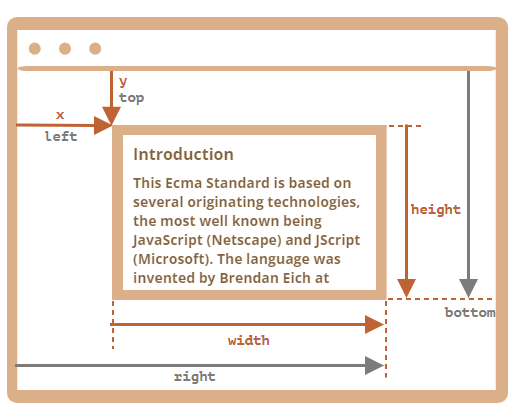 y
top
x
left
Introduction
This Ecma Standard is based on
several originating technologies,
the most well known being
JavaScript (Netscape) and JScript
(Microsoft). The language was
invented by Brendan Eich at
height
bottom
width
right